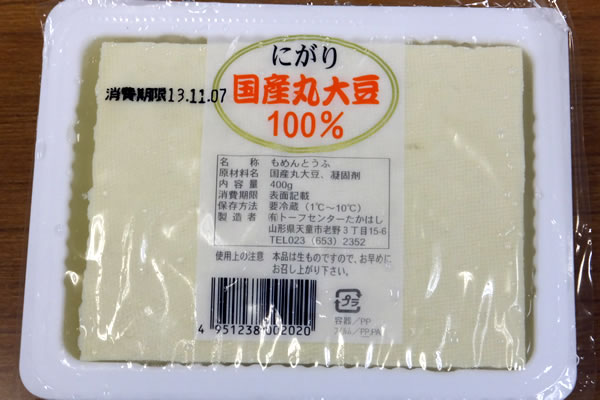 にがり
国産丸大豆
100%
消費期限13.11.07
名称 もめんとうふ
原材料名 国産丸大豆、凝固剤
内容量 400g
消費期限 表面記載
保存方法 要冷蔵(1℃~10℃)
製造者 ㈲トーフセンターたかはし
山形県天童市老野3丁目15-6
TEL023(653)2352
使用上の注意 本品は生ものですので、お早めに
お召し上がり下さい。
4 951238 002020
プラ
容器/PP